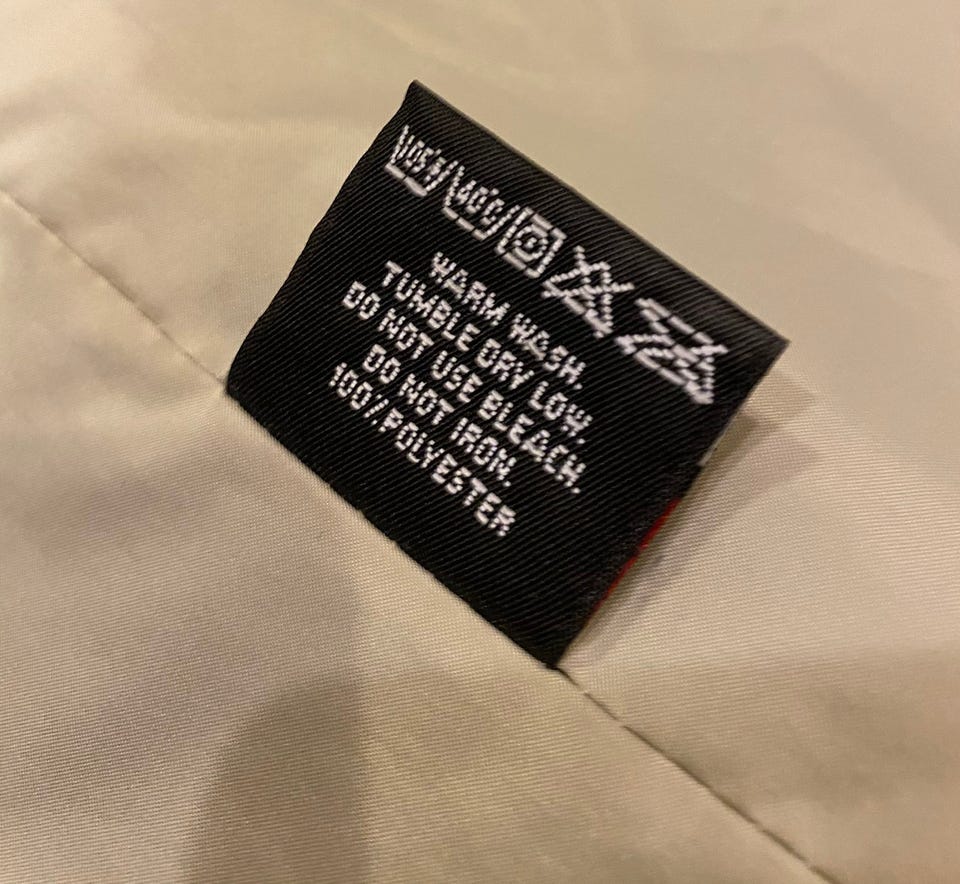 WARM WASH.
TUMBLE DRY LOW.
DO NOT USE BLEACH.
DO NOT IRON.
100%POLYESTER